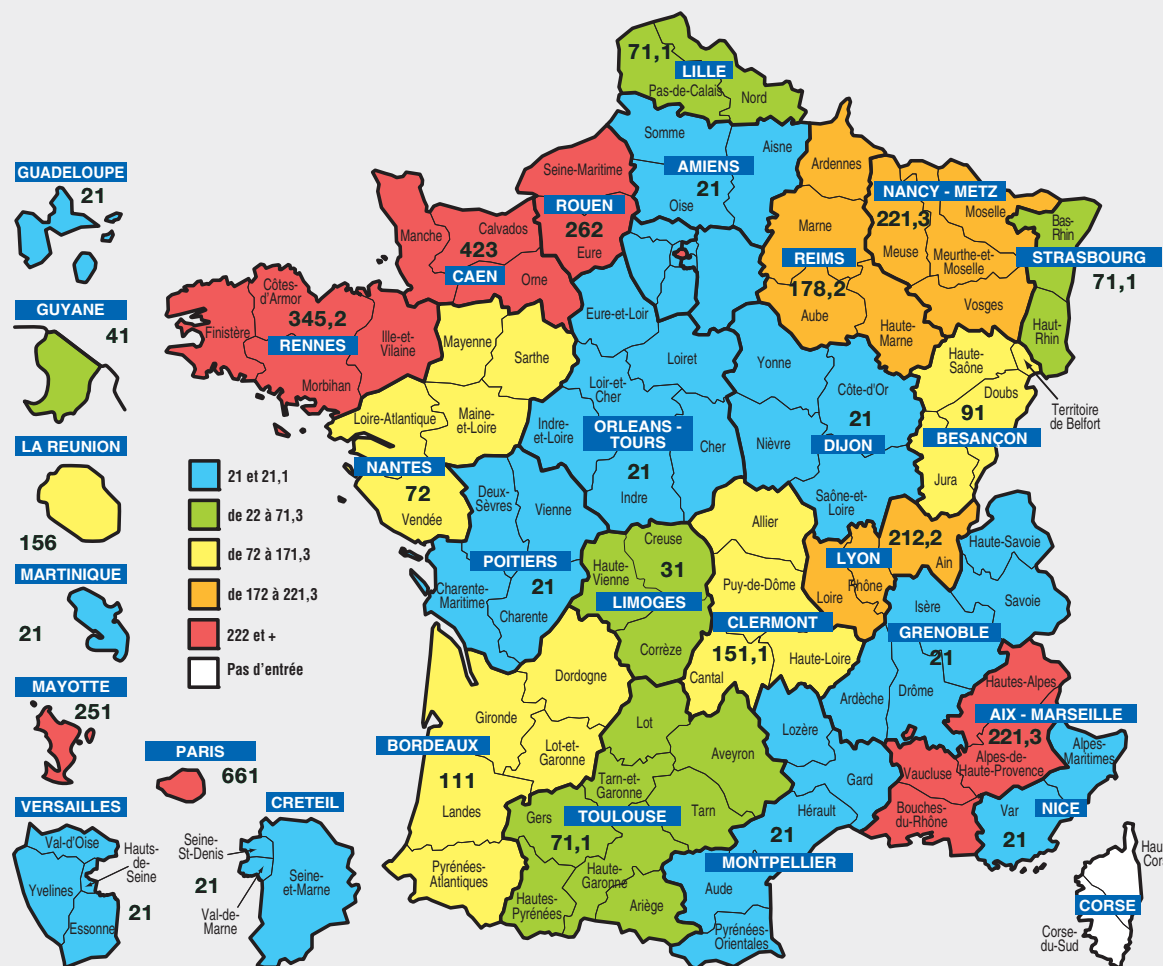 71,1
LILLE
Pas-de-Calais
Nord
Somme
Aisne
AMIENS
21
Oise
Seine-Maritime
ROUEN
262
Eure
Ardennes
NANCY - METZ
221,3
Moselle
Meuse
Meurthe-et-
Moselle
Vosges
Marne
REIMS
178,2
Aube
Haute-
Marne
Bas-
Rhin
STRASBOURG
71,1
Haut-
Rhin
Manche
Calvados
423
CAEN
Orne
Côtes-
d'Armor
Finistère
345,2
RENNES
Ille-et-
Vilaine
Morbihan
Mayenne
Sarthe
Loire-Atlantique
Maine-
et-Loire
NANTES
72
Vendée
Eure-et-Loir
Loiret
Loir-et-
Cher
Indre-
et-Loire
ORLEANS -
TOURS
Cher
21
Indre
Yonne
Côte-d'Or
21
Nièvre
DIJON
Saône-et-
Loire
Haute-
Saône
Doubs
91
BESANÇON
Jura
Territoire
de Belfort
Deux-
Sèvres
Vienne
POITIERS
21
Charente-
Maritime
Charente
Creuse
Haute-
Vienne
31
LIMOGES
Corrèze
Allier
Puy-de-Dôme
CLERMONT
151,1
Haute-Loire
Cantal
212,2
LYON
Ain
Rhône
Loire
Haute-Savoie
Savoie
Isère
GRENOBLE
21
Drôme
Ardèche
Hautes-Alpes
AIX - MARSEILLE
221,3
Alpes-de-
Haute-Provence
Vaucluse
Bouches-
du-Rhône
Alpes-
Maritimes
NICE
Var
21
Dordogne
Gironde
BORDEAUX
Lot-et-
Garonne
111
Landes
Pyrénées-
Atlantiques
Lot
Aveyron
Tarn-et-
Garonne
Gers
TOULOUSE
Tarn
71,1
Haute-
Garonne
Hautes-
Pyrénées
Ariège
Lozère
Gard
Hérault
21
MONTPELLIER
Aude
Pyrénées-
Orientales
Hau
Cors
CORSE
Corse-
du-Sud
GUADELOUPE
21
GUYANE
41
LA REUNION
156
MARTINIQUE
21
MAYOTTE
251
PARIS
661
VERSAILLES
Val-d'Oise
Hauts-
de-
Seine
Yvelines
21
Essonne
CRETEIL
Seine-
St-Denis
Seine-
et-Marne
21
Val-de-
Marne
21 et 21,1
de 22 à 71,3
de 72 à 171,3
de 172 à 221,3
222 et +
Pas d'entrée